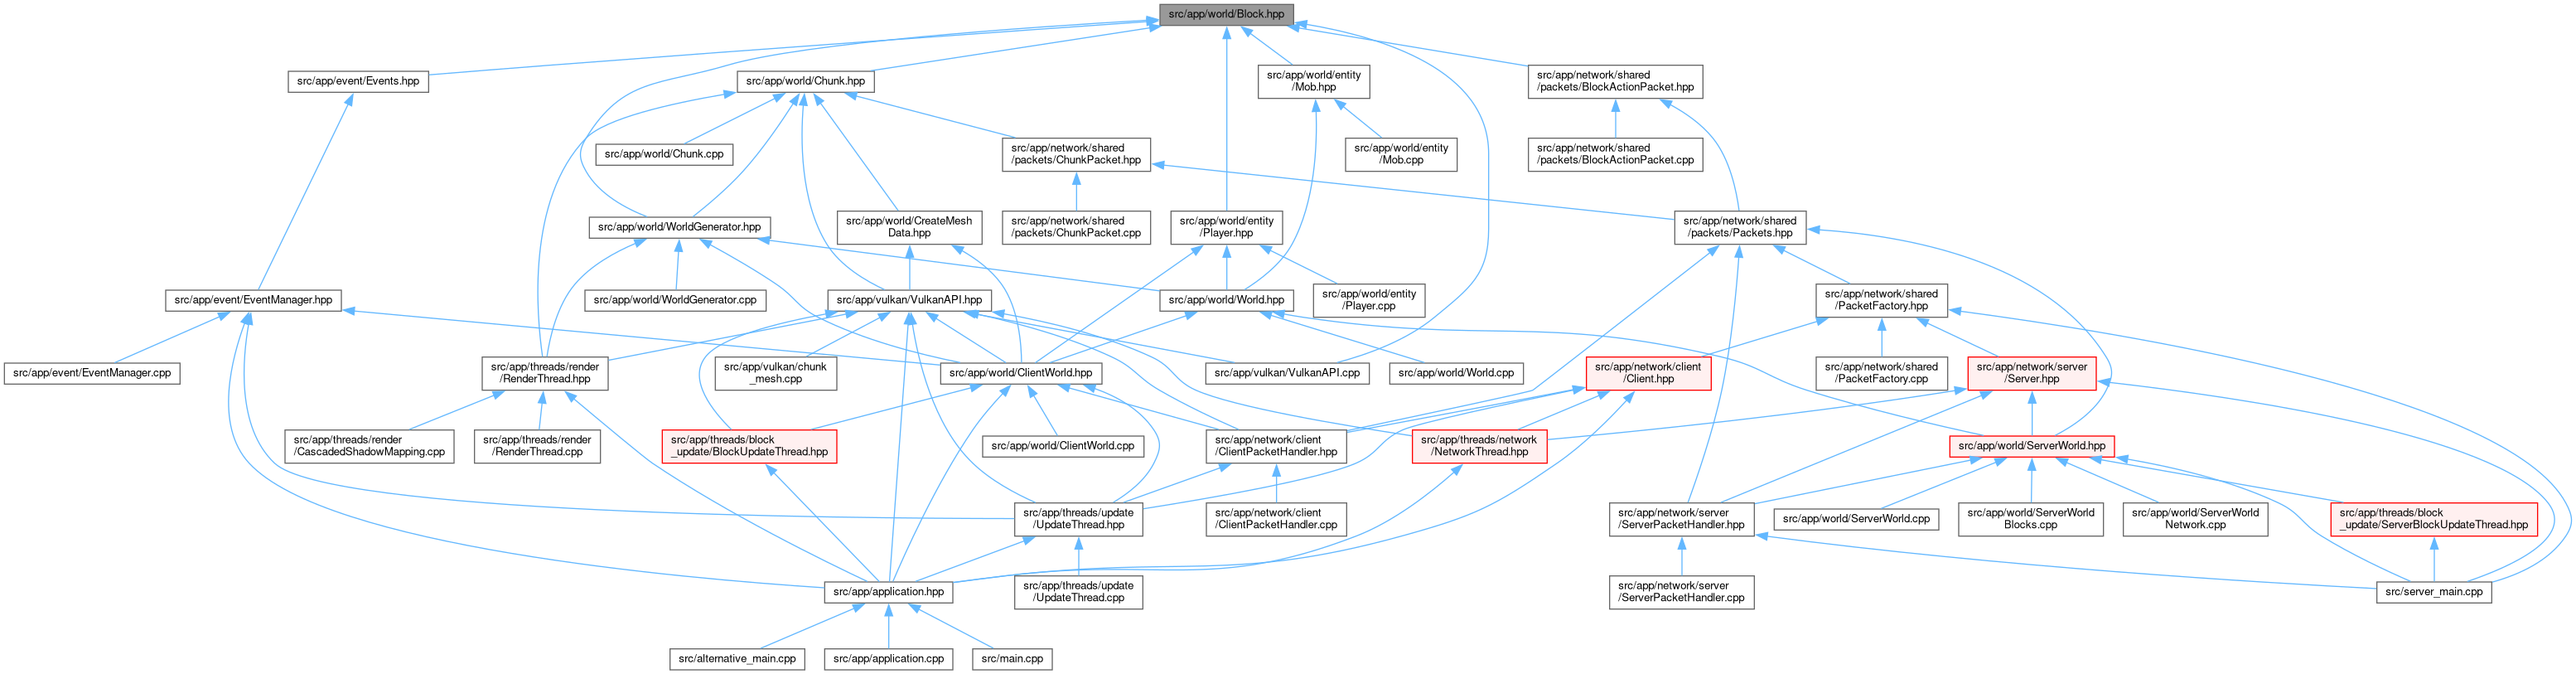 src/app/world/Block.hpp
src/app/event/Events.hpp
src/app/world/Chunk.hpp
src/app/world/entity
/Mob.hpp
src/app/network/shared
/packets/BlockActionPacket.hpp
src/app/world/Chunk.cpp
src/app/network/shared
/packets/ChunkPacket.hpp
src/app/world/entity
/Mob.cpp
src/app/network/shared
/packets/BlockActionPacket.cpp
src/app/world/WorldGenerator.hpp
src/app/world/CreateMesh
Data.hpp
src/app/network/shared
/packets/ChunkPacket.cpp
src/app/world/entity
/Player.hpp
src/app/network/shared
/packets/Packets.hpp
src/app/event/EventManager.hpp
src/app/world/WorldGenerator.cpp
src/app/vulkan/VulkanAPI.hpp
src/app/world/World.hpp
src/app/world/entity
/Player.cpp
src/app/network/shared
/PacketFactory.hpp
src/app/event/EventManager.cpp
src/app/threads/render
/RenderThread.hpp
src/app/vulkan/chunk
_mesh.cpp
src/app/world/ClientWorld.hpp
src/app/vulkan/VulkanAPI.cpp
src/app/world/World.cpp
src/app/network/client
/Client.hpp
src/app/network/shared
/PacketFactory.cpp
src/app/network/server
/Server.hpp
src/app/threads/render
/CascadedShadowMapping.cpp
src/app/threads/render
/RenderThread.cpp
src/app/threads/block
_update/BlockUpdateThread.hpp
src/app/world/ClientWorld.cpp
src/app/network/client
/ClientPacketHandler.hpp
src/app/threads/network
/NetworkThread.hpp
src/app/world/ServerWorld.hpp
src/app/threads/update
/UpdateThread.hpp
src/app/network/client
/ClientPacketHandler.cpp
src/app/network/server
/ServerPacketHandler.hpp
src/app/world/ServerWorld.cpp
src/app/world/ServerWorld
Blocks.cpp
src/app/world/ServerWorld
Network.cpp
src/app/threads/block
_update/ServerBlockUpdateThread.hpp
src/app/application.hpp
src/app/threads/update
/UpdateThread.cpp
src/app/network/server
/ServerPacketHandler.cpp
src/server_main.cpp
src/alternative_main.cpp
src/app/application.cpp
src/main.cpp